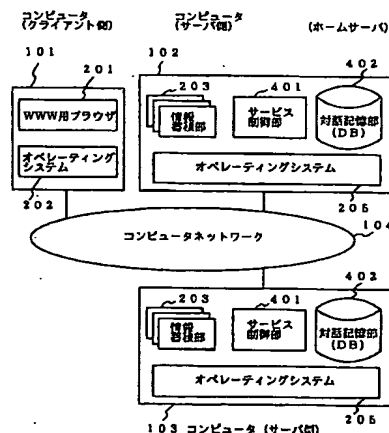 コンピュータ
(クライアント側)
コンピュータ
(サーバ側)
(ホームサーバ)
101
201
102
203
401
402
WWW用ブラウザ
オペレーティング
システム
202
情報
蓄積部
サービス
制御部
対話記憶部
(DB)
オペレーティングシステム
205
コンピュータネットワーク
104
203
401
402
情報
蓄積部
サービス
制御部
対話記憶部
(DB)
オペレーティングシステム
205
103 コンピュータ (サーバ側)